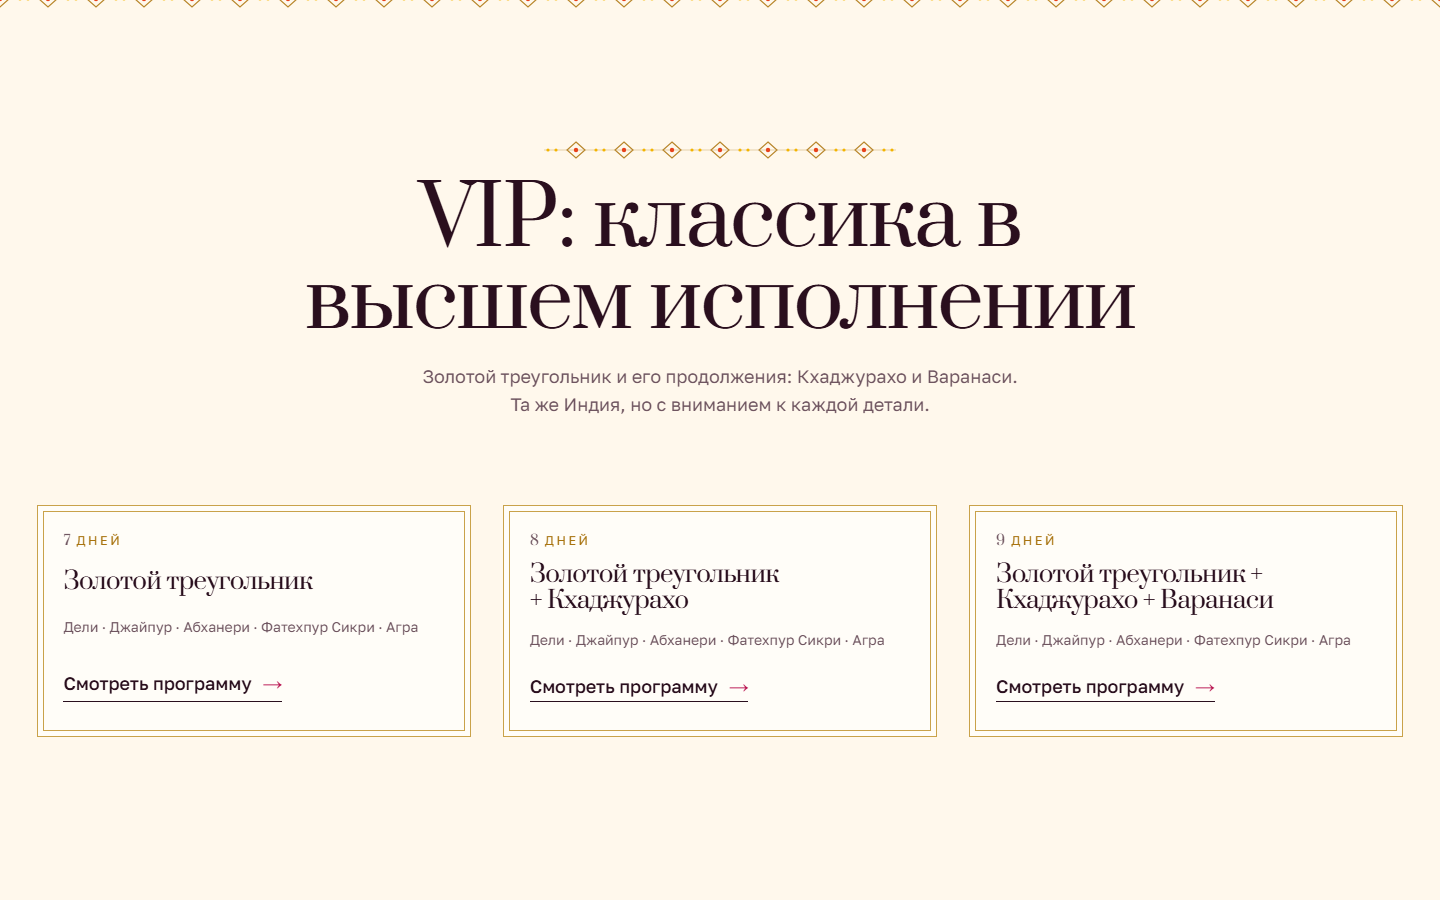 VIP: классика в
высшем исполнении
Золотой треугольник и его продолжения: Кхаджурахо и Варанаси.
Та же Индия, но с вниманием к каждой детали.
7 ДНЕЙ
Золотой треугольник
Дели · Джайпур · Абханери · Фатехпур Сикри · Агра
Смотреть программу →
8 ДНЕЙ
Золотой треугольник
+ Кхаджурахо
Дели · Джайпур · Абханери · Фатехпур Сикри · Агра
Смотреть программу →
9 ДНЕЙ
Золотой треугольник +
Кхаджурахо + Варанаси
Дели · Джайпур · Абханери · Фатехпур Сикри · Агра
Смотреть программу →